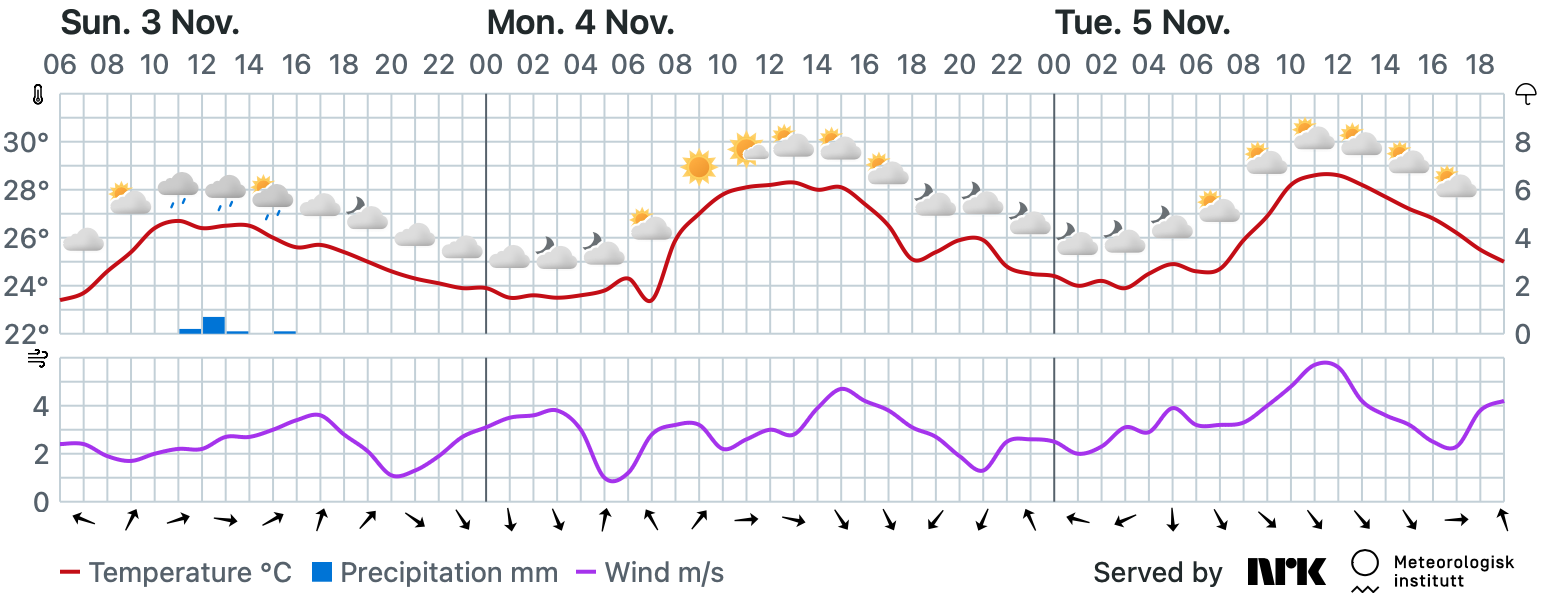 Sun. 3 Nov. Mon. 4 Nov. Tue. 5 Nov.
06 08 10 12 14 16 18 20 22 00 02 04 06 08 10 12 14 16 18 20 22 00 02 04 06 08 10 12 14 16 18
30° 8
28° 6
26° 4
24° 2
22° 0
4
2
0
Temperature °C Precipitation mm Wind m/s Served by NRK Meteorologisk
institutt